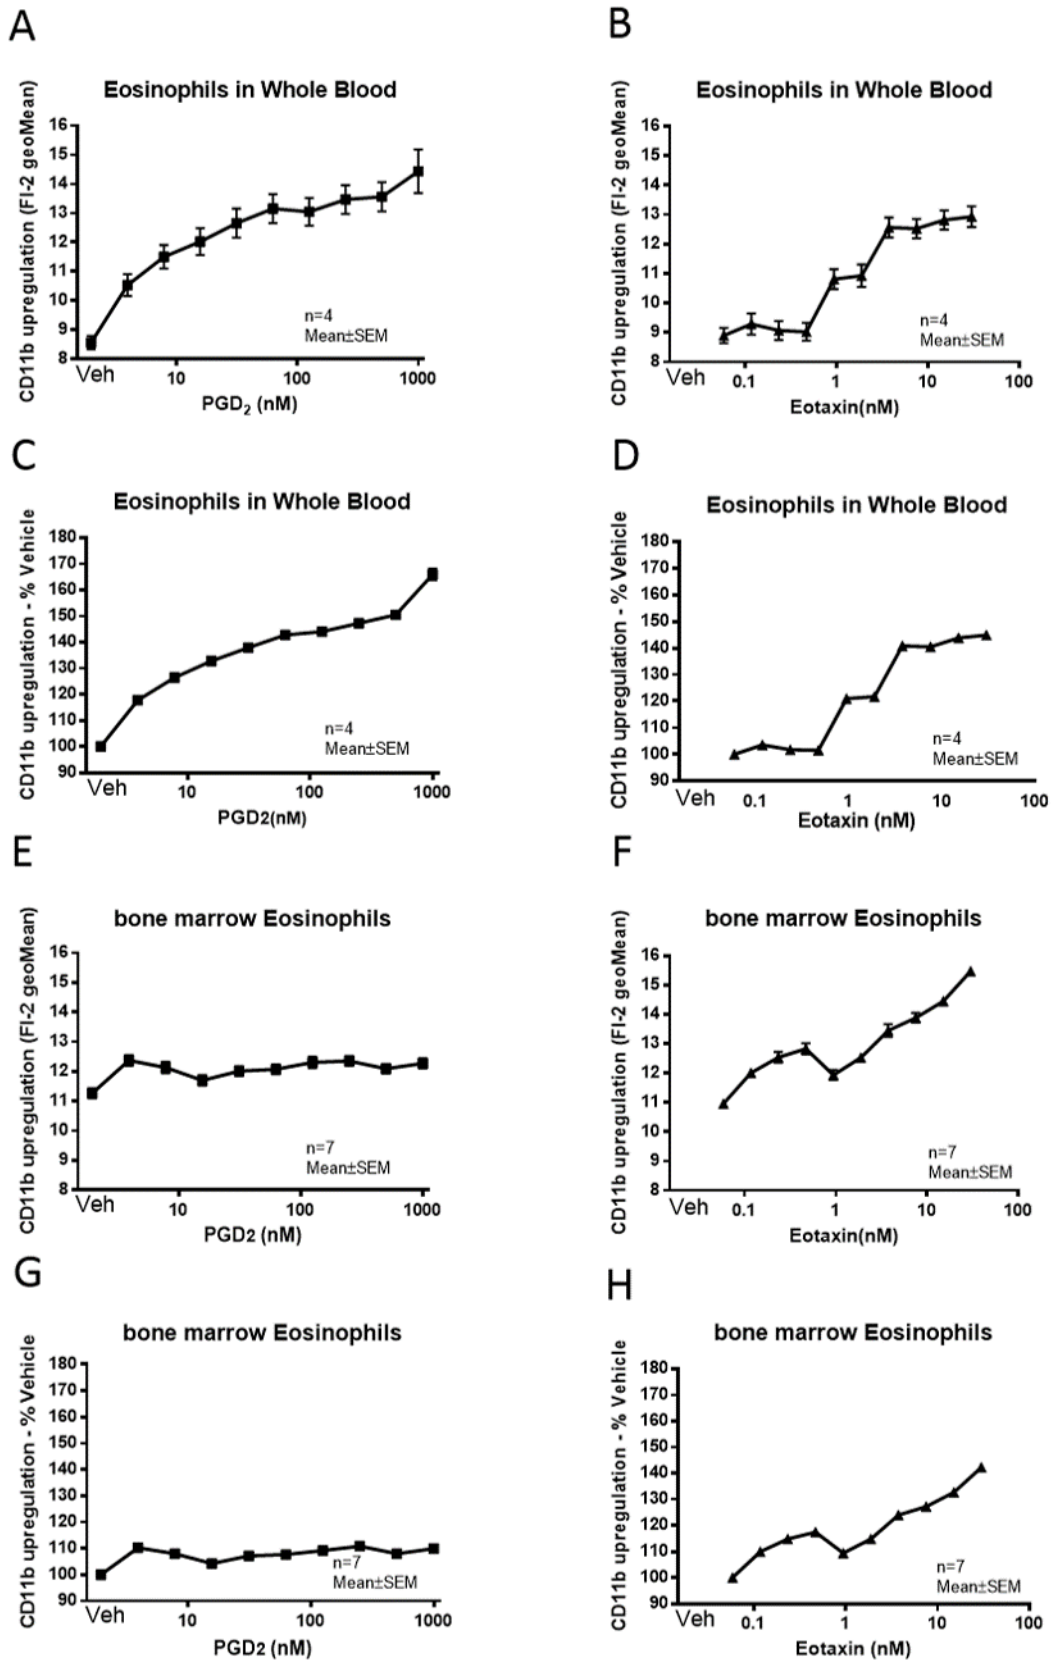 A
Eosinophils in Whole Blood
CD11b upregulation (FI-2 geoMean)
16
15
14
13
12
11
10
9
8
n=4
Mean±SEM
Veh 10 100 1000
PGD2 (nM)
B
Eosinophils in Whole Blood
CD11b upregulation (FI-2 geoMean)
16
15
14
13
12
11
10
9
8
n=4
Mean±SEM
Veh 0.1 1 10 100
Eotaxin(nM)
C
Eosinophils in Whole Blood
CD11b upregulation - % Vehicle
180
170
160
150
140
130
120
110
100
90
n=4
Mean±SEM
Veh 10 100 1000
PGD2(nM)
D
Eosinophils in Whole Blood
CD11b upregulation - % Vehicle
180
170
160
150
140
130
120
110
100
90
n=4
Mean±SEM
Veh 0.1 1 10 100
Eotaxin (nM)
E
bone marrow Eosinophils
CD11b upregulation (FI-2 geoMean)
16
15
14
13
12
11
10
9
8
n=7
Mean±SEM
Veh 10 100 1000
PGD2 (nM)
F
bone marrow Eosinophils
CD11b upregulation (FI-2 geoMean)
16
15
14
13
12
11
10
9
8
n=7
Mean±SEM
Veh 0.1 1 10 100
Eotaxin(nM)
G
bone marrow Eosinophils
CD11b upregulation - % Vehicle
180
170
160
150
140
130
120
110
100
90
n=7
Mean±SEM
Veh 10 100 1000
PGD2 (nM)
H
bone marrow Eosinophils
CD11b upregulation - % Vehicle
180
170
160
150
140
130
120
110
100
90
n=7
Mean±SEM
Veh 0.1 1 10 100
Eotaxin (nM)